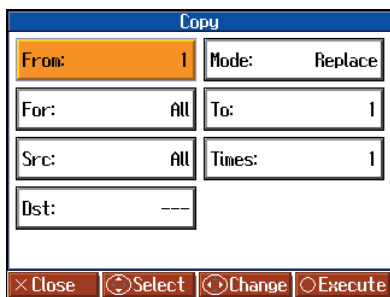 Copy
From: 1 Mode: Replace
For: All To: 1
Src: All Times: 1
Dst: ---
×Close Select Change ○Execute